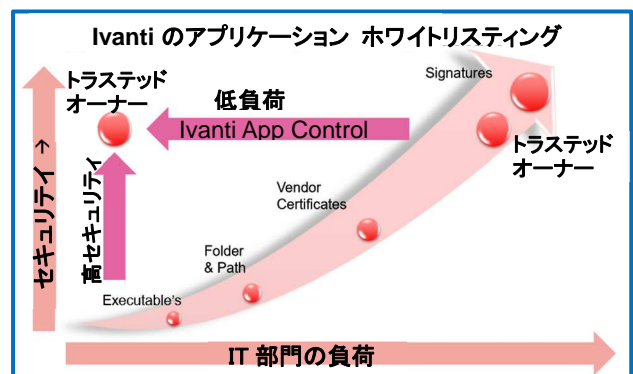 Ivanti のアプリケーション ホワイトリスティング
Signatures
トラステッド
オーナー
低負荷
Ivanti App Control
トラステッド
オーナー
セキュリティ →
高セキュリティ
Vendor
Certificates
Folder
& Path
Executable's
IT 部門の負荷